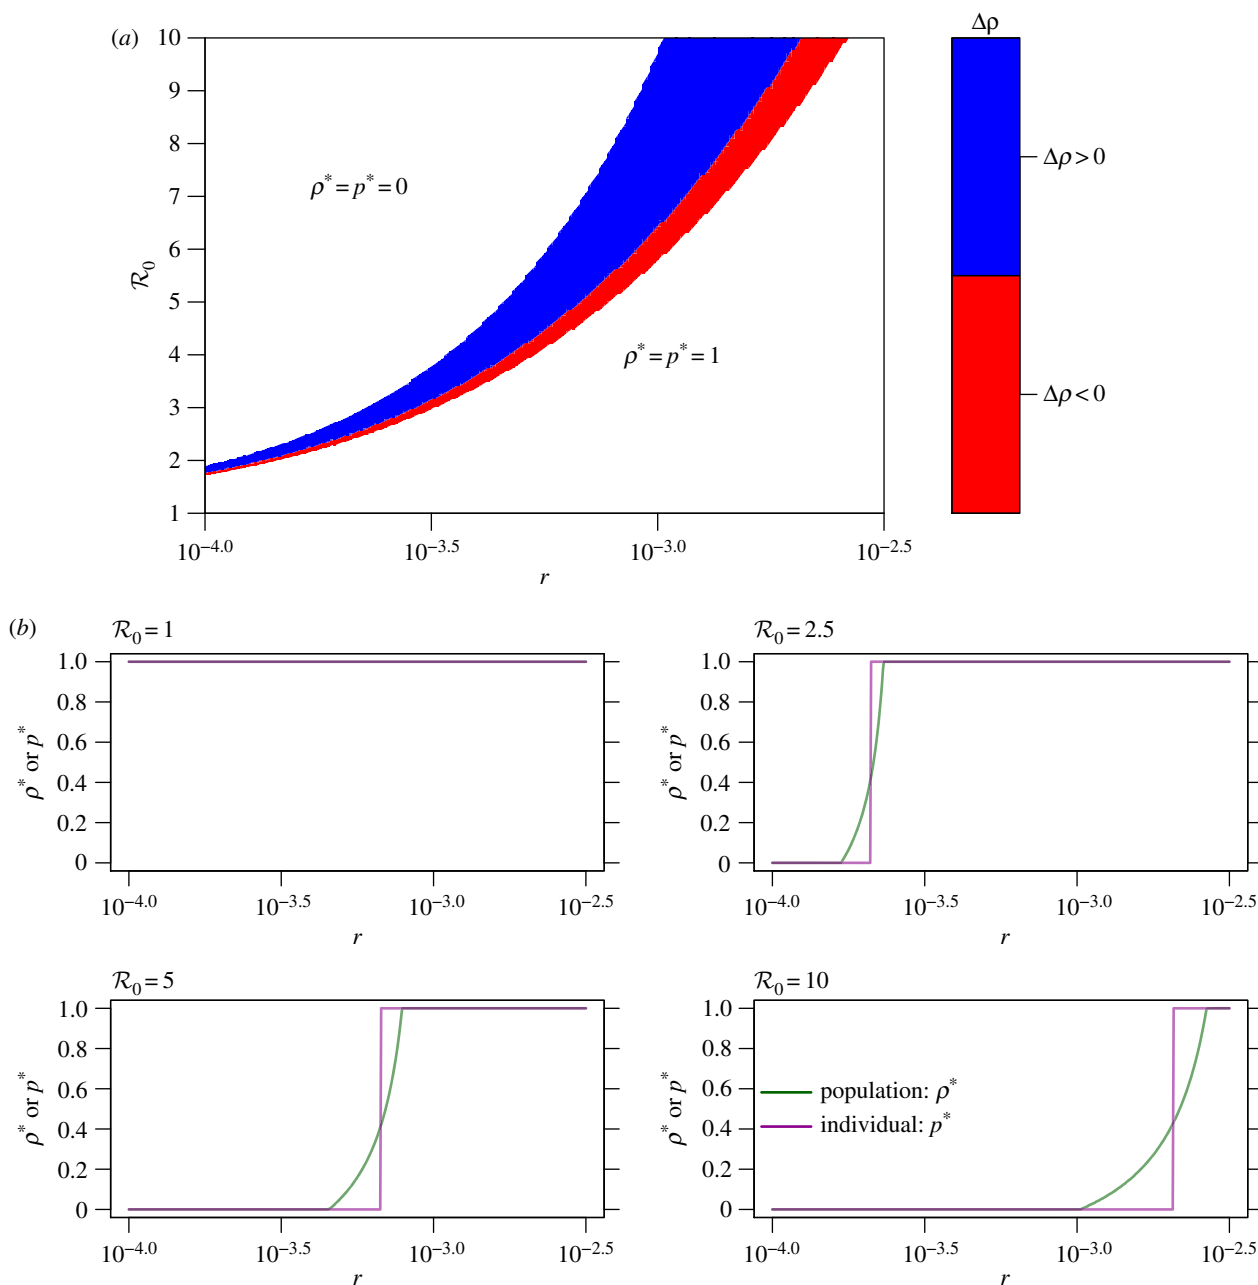 (a)
Δρ
10
9
8
7
6
5
4
3
2
1
ℛ₀
ρ* = p* = 0
ρ* = p* = 1
Δρ > 0
Δρ < 0
10⁻⁴·⁰ 10⁻³·⁵ 10⁻³·⁰ 10⁻²·⁵
r
(b)
ℛ₀ = 1
1.0
0.8
0.6
0.4
0.2
0
ρ* or p*
10⁻⁴·⁰ 10⁻³·⁵ 10⁻³·⁰ 10⁻²·⁵
r
ℛ₀ = 2.5
1.0
0.8
0.6
0.4
0.2
0
ρ* or p*
10⁻⁴·⁰ 10⁻³·⁵ 10⁻³·⁰ 10⁻²·⁵
r
ℛ₀ = 5
1.0
0.8
0.6
0.4
0.2
0
ρ* or p*
10⁻⁴·⁰ 10⁻³·⁵ 10⁻³·⁰ 10⁻²·⁵
r
ℛ₀ = 10
1.0
0.8
0.6
0.4
0.2
0
ρ* or p*
population: ρ*
individual: p*
10⁻⁴·⁰ 10⁻³·⁵ 10⁻³·⁰ 10⁻²·⁵
r